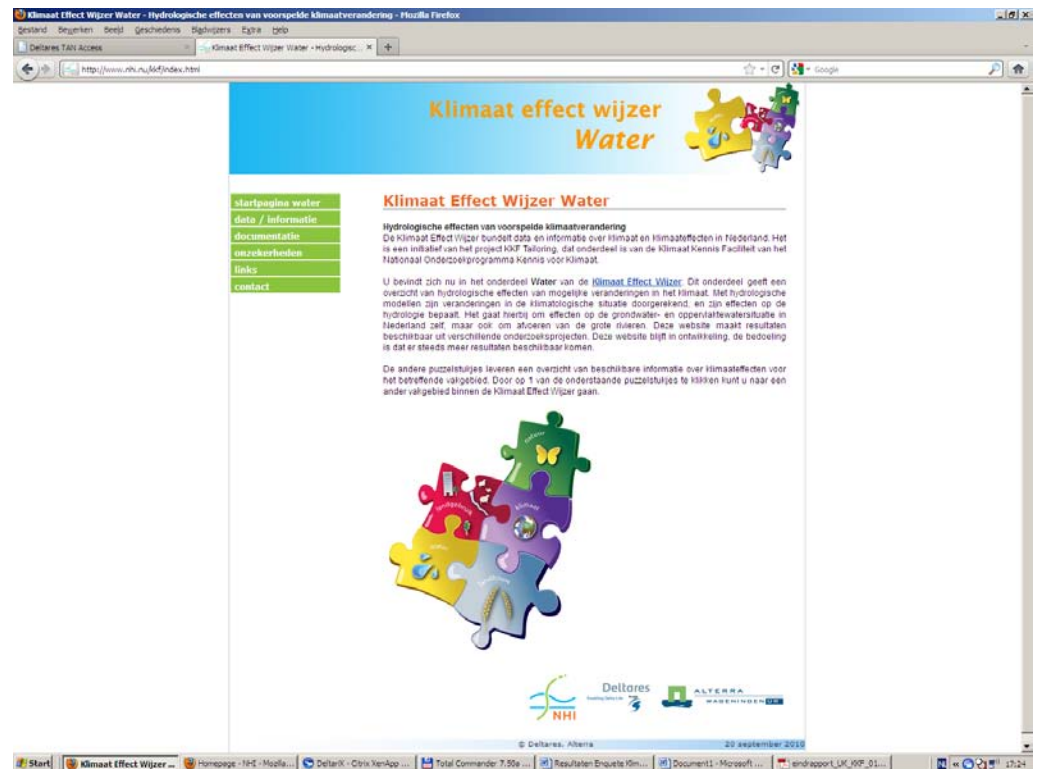 Klimaat Effect Wijzer Water - Hydrologische effecten van voorspelde klimaatverandering - Mozilla Firefox
Bestand Bewerken Beeld Geschiedenis Bladwijzers Extra Help
Deltares TAN Access
Klimaat Effect Wijzer Water - Hydrologisc...
http://www.nhi.nu/kkf/index.html
Google
Klimaat effect wijzer
Water
startpagina water
data / informatie
documentatie
onzekerheden
links
contact
Klimaat Effect Wijzer Water
Hydrologische effecten van voorspelde klimaatverandering
De Klimaat Effect Wijzer bundelt data en informatie over klimaat en klimaateffecten in Nederland. Het
is een initiatief van het project KKF Tailoring, dat onderdeel is van de Klimaat Kennis Faciliteit van het
Nationaal Onderzoekprogramma Kennis voor Klimaat.
U bevindt zich nu in het onderdeel Water van de Klimaat Effect Wijzer. Dit onderdeel geeft een
overzicht van hydrologische effecten van mogelijke veranderingen in het klimaat. Met hydrologische
modellen zijn veranderingen in de klimatologische situatie doorgerekend, en zijn effecten op de
hydrologie bepaalt. Het gaat hierbij om effecten op de grondwater- en oppervlaktewatersituatie in
Nederland zelf, maar ook om afvoeren van de grote rivieren. Deze website maakt resultaten
beschikbaar uit verschillende onderzoeksprojecten. Deze website blijft in ontwikkeling, de bedoeling
is dat er steeds meer resultaten beschikbaar komen.
De andere puzzelstukjes leveren een overzicht van beschikbare informatie over klimaateffecten voor
het betreffende vakgebied. Door op 1 van de onderstaande puzzelstukjes te klikken kunt u naar een
ander vakgebied binnen de Klimaat Effect Wijzer gaan.
natuur
landgebruik
klimaat
water
landbouw
NHI
Deltares
Enabling Delta Life
ALTERRA
WAGENINGEN UR
© Deltares, Alterra
20 september 2010
Start
Klimaat Effect Wijzer ...
Homepage - NHI - Mozilla...
DeltariX - Citrix XenApp ...
Total Commander 7.50a ...
Resultaten Enquete Klim...
Document1 - Microsoft ...
eindrapport_UK_KKF_01...
17:24